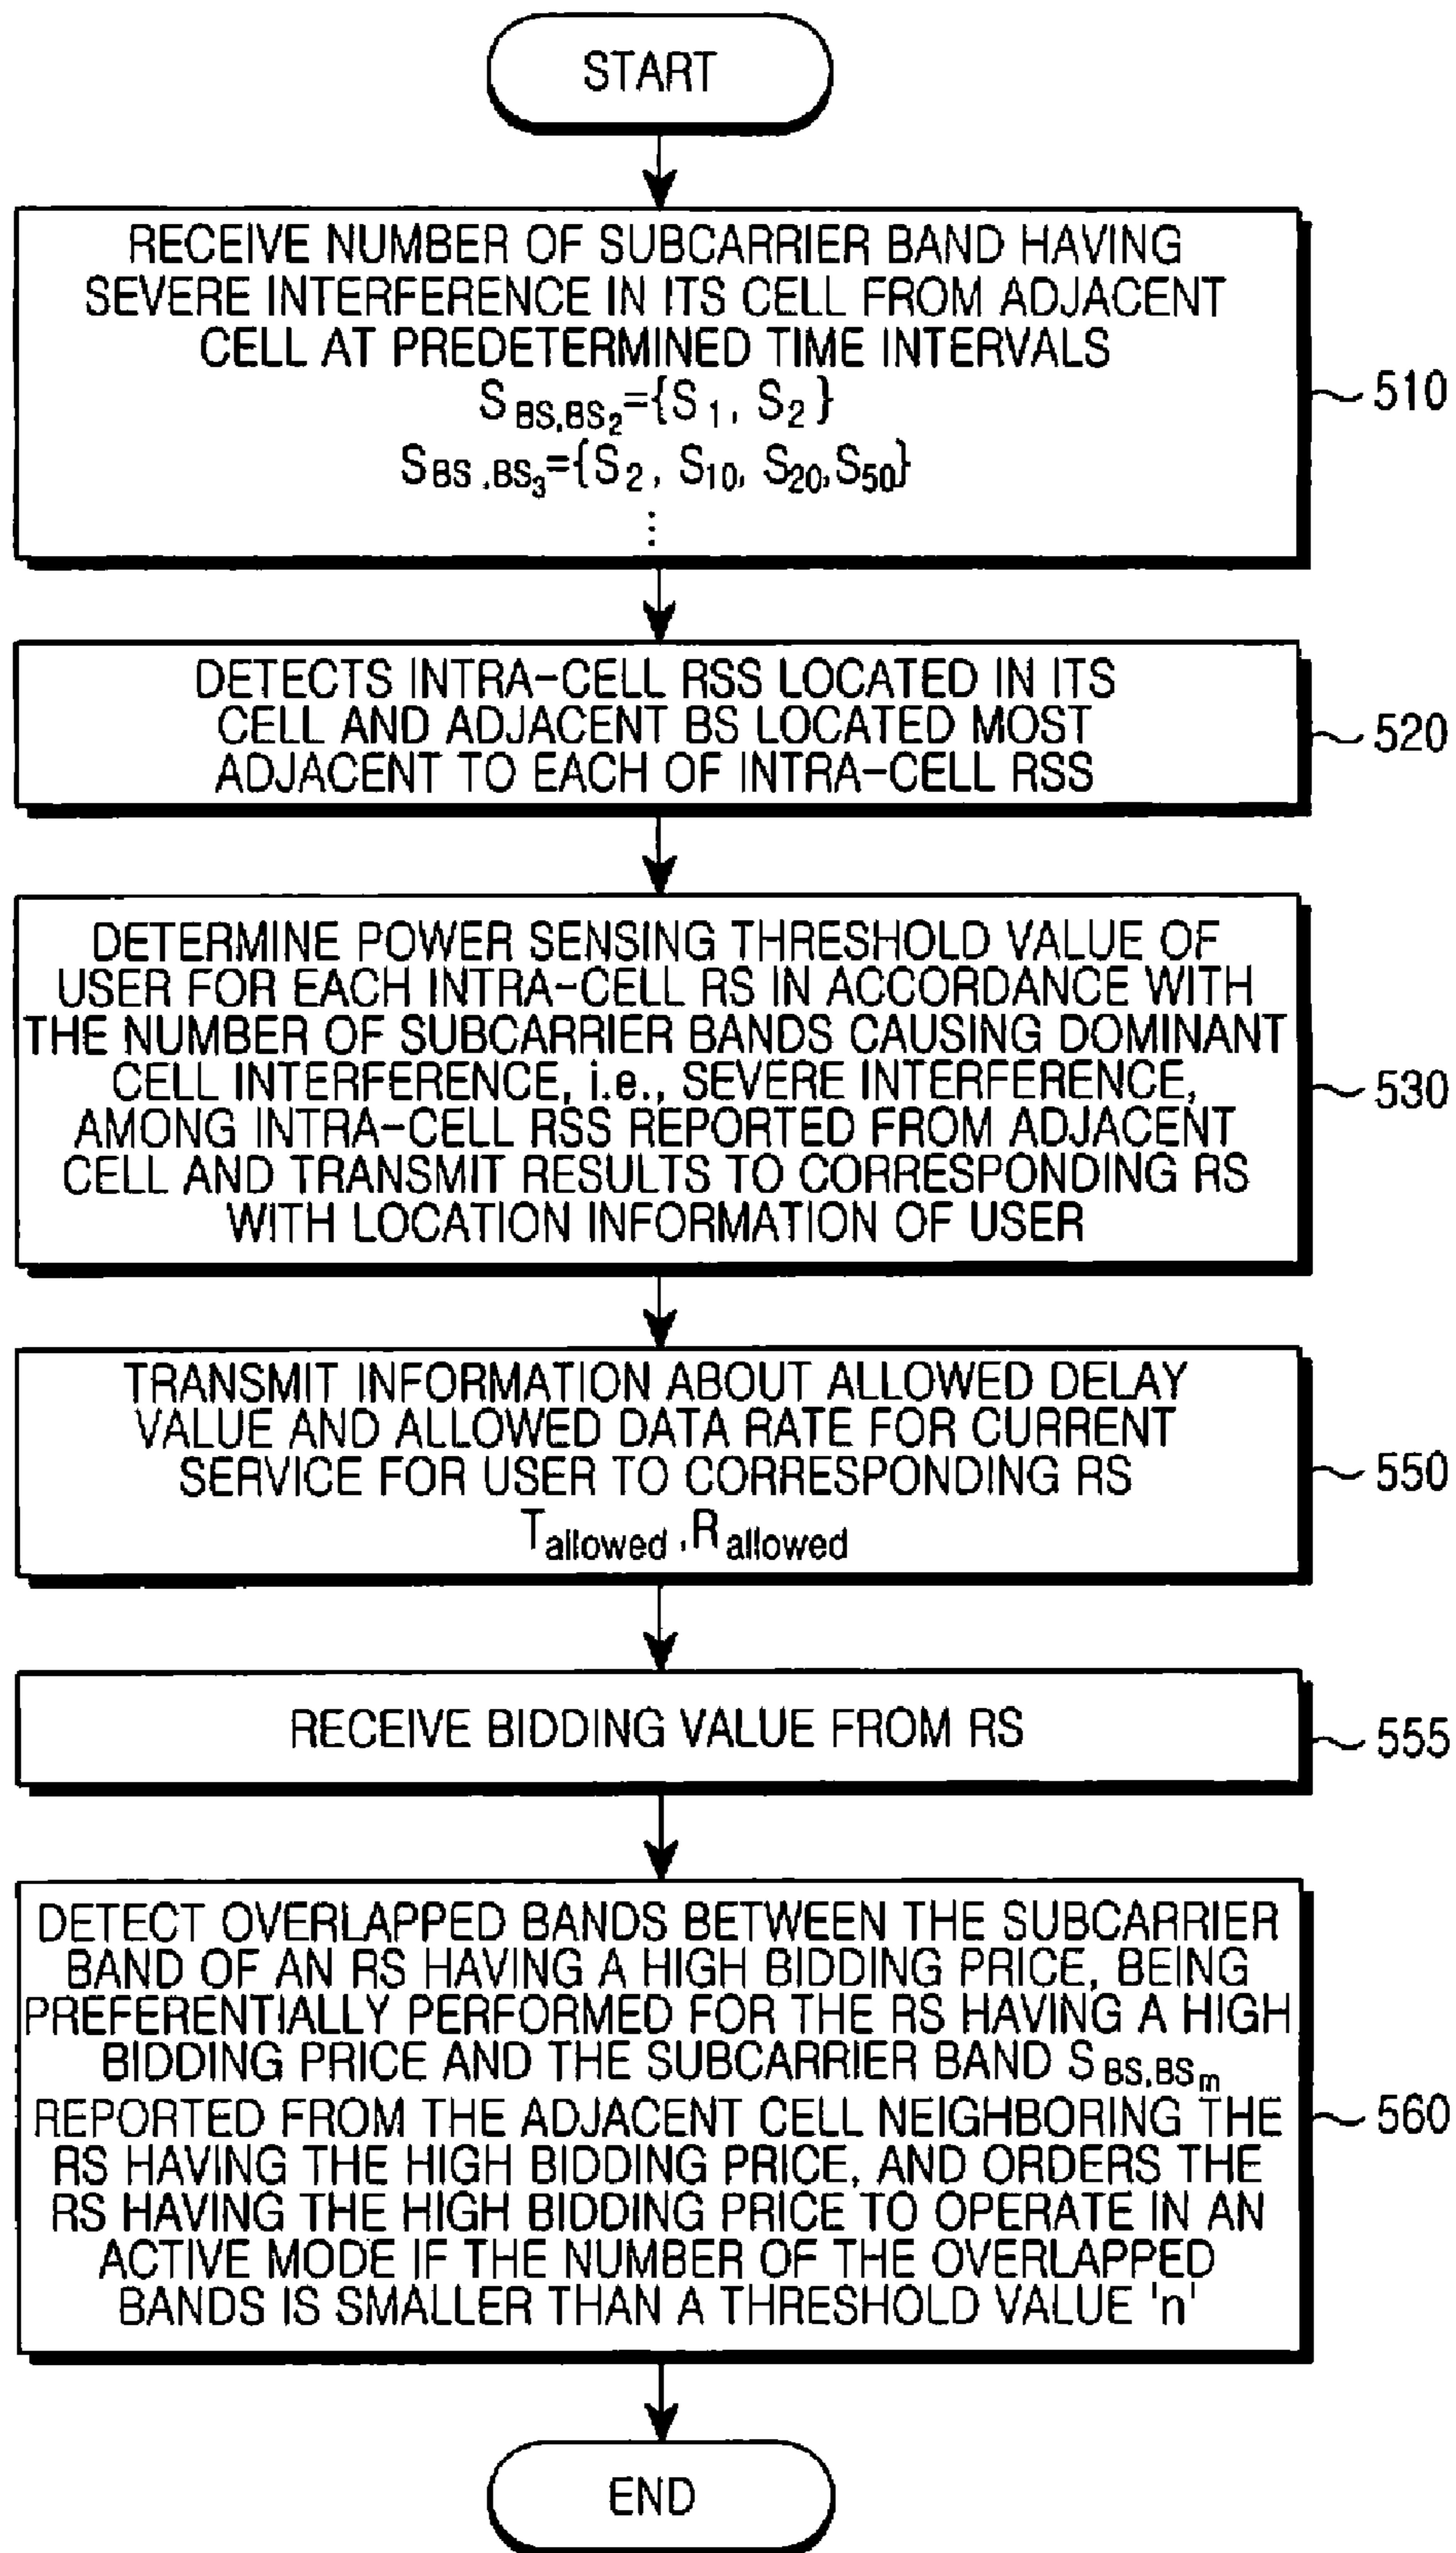 START
RECEIVE NUMBER OF SUBCARRIER BAND HAVING
SEVERE INTERFERENCE IN ITS CELL FROM ADJACENT
CELL AT PREDETERMINED TIME INTERVALS
S BS,BS2={S1, S2}
S BS,BS3={S2, S10, S20,S50}
⋮
510
DETECTS INTRA-CELL RSS LOCATED IN ITS
CELL AND ADJACENT BS LOCATED MOST
ADJACENT TO EACH OF INTRA-CELL RSS
520
DETERMINE POWER SENSING THRESHOLD VALUE OF
USER FOR EACH INTRA-CELL RS IN ACCORDANCE WITH
THE NUMBER OF SUBCARRIER BANDS CAUSING DOMINANT
CELL INTERFERENCE, i.e., SEVERE INTERFERENCE,
AMONG INTRA-CELL RSS REPORTED FROM ADJACENT
CELL AND TRANSMIT RESULTS TO CORRESPONDING RS
WITH LOCATION INFORMATION OF USER
530
TRANSMIT INFORMATION ABOUT ALLOWED DELAY
VALUE AND ALLOWED DATA RATE FOR CURRENT
SERVICE FOR USER TO CORRESPONDING RS
Tallowed ,Rallowed
550
RECEIVE BIDDING VALUE FROM RS
555
DETECT OVERLAPPED BANDS BETWEEN THE SUBCARRIER
BAND OF AN RS HAVING A HIGH BIDDING PRICE, BEING
PREFERENTIALLY PERFORMED FOR THE RS HAVING A HIGH
BIDDING PRICE AND THE SUBCARRIER BAND S BS,BSm
REPORTED FROM THE ADJACENT CELL NEIGHBORING THE
RS HAVING THE HIGH BIDDING PRICE, AND ORDERS THE
RS HAVING THE HIGH BIDDING PRICE TO OPERATE IN AN
ACTIVE MODE IF THE NUMBER OF THE OVERLAPPED
BANDS IS SMALLER THAN A THRESHOLD VALUE 'n'
560
END